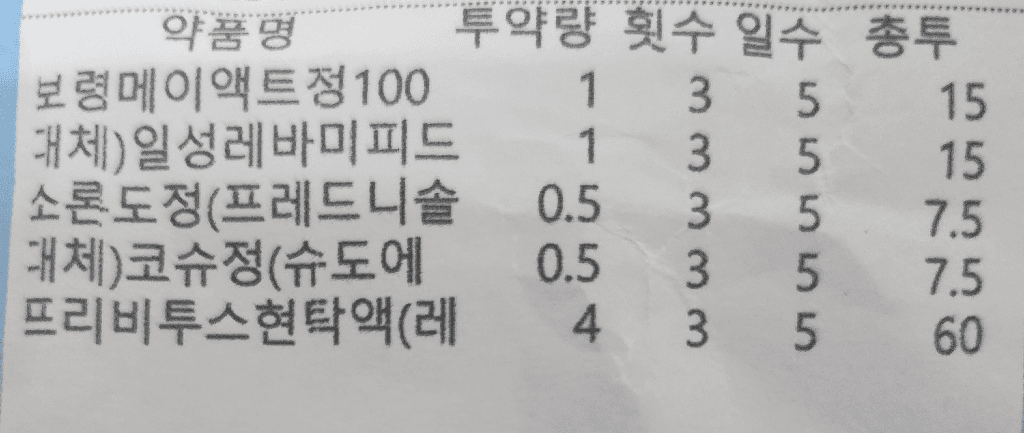 약품명 투약량 횟수 일수 총투
보령메이액트정100 1 3 5 15
대체)일성레바미피드 1 3 5 15
소론도정(프레드니솔 0.5 3 5 7.5
대체)코슈정(슈도에 0.5 3 5 7.5
프리비투스현탁액(레 4 3 5 60